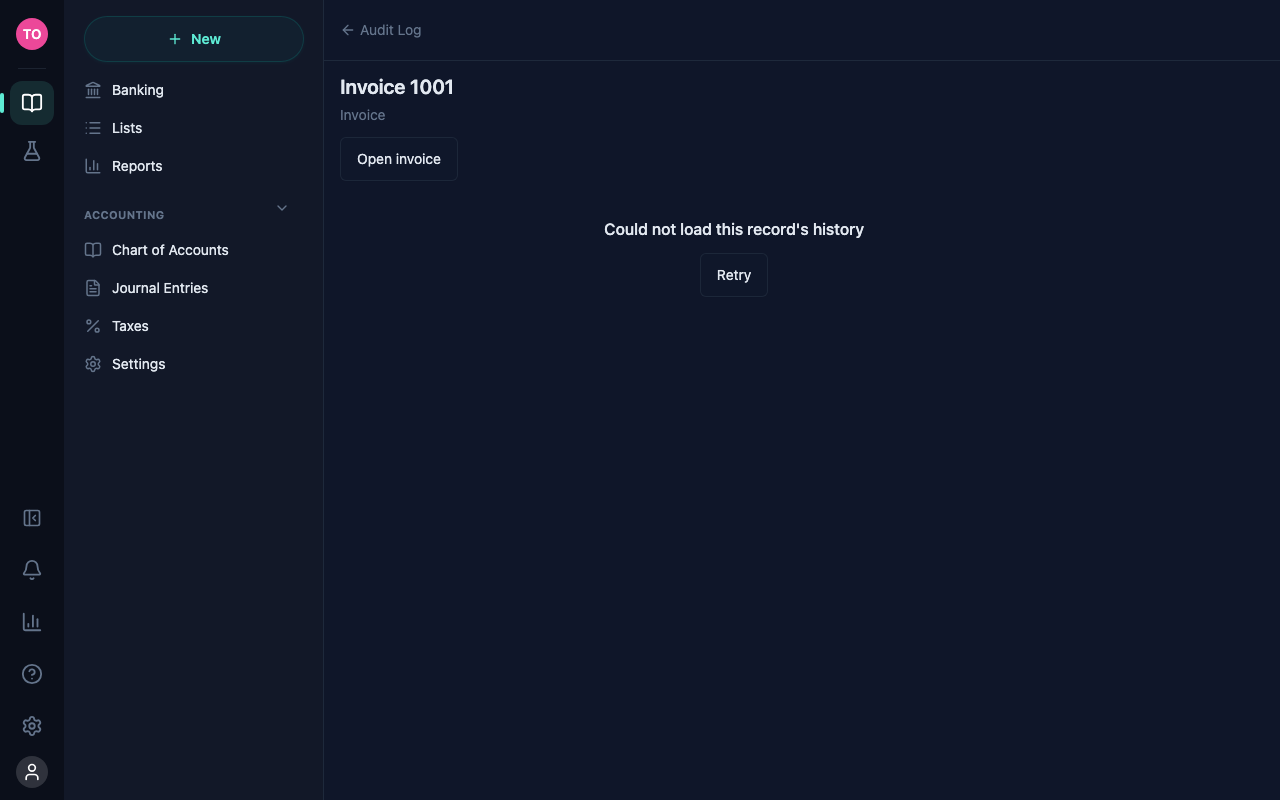 TO
New
Banking
Lists
Reports
ACCOUNTING
Chart of Accounts
Journal Entries
Taxes
Settings
Audit Log
Invoice 1001
Invoice
Open invoice
Could not load this record's history
Retry